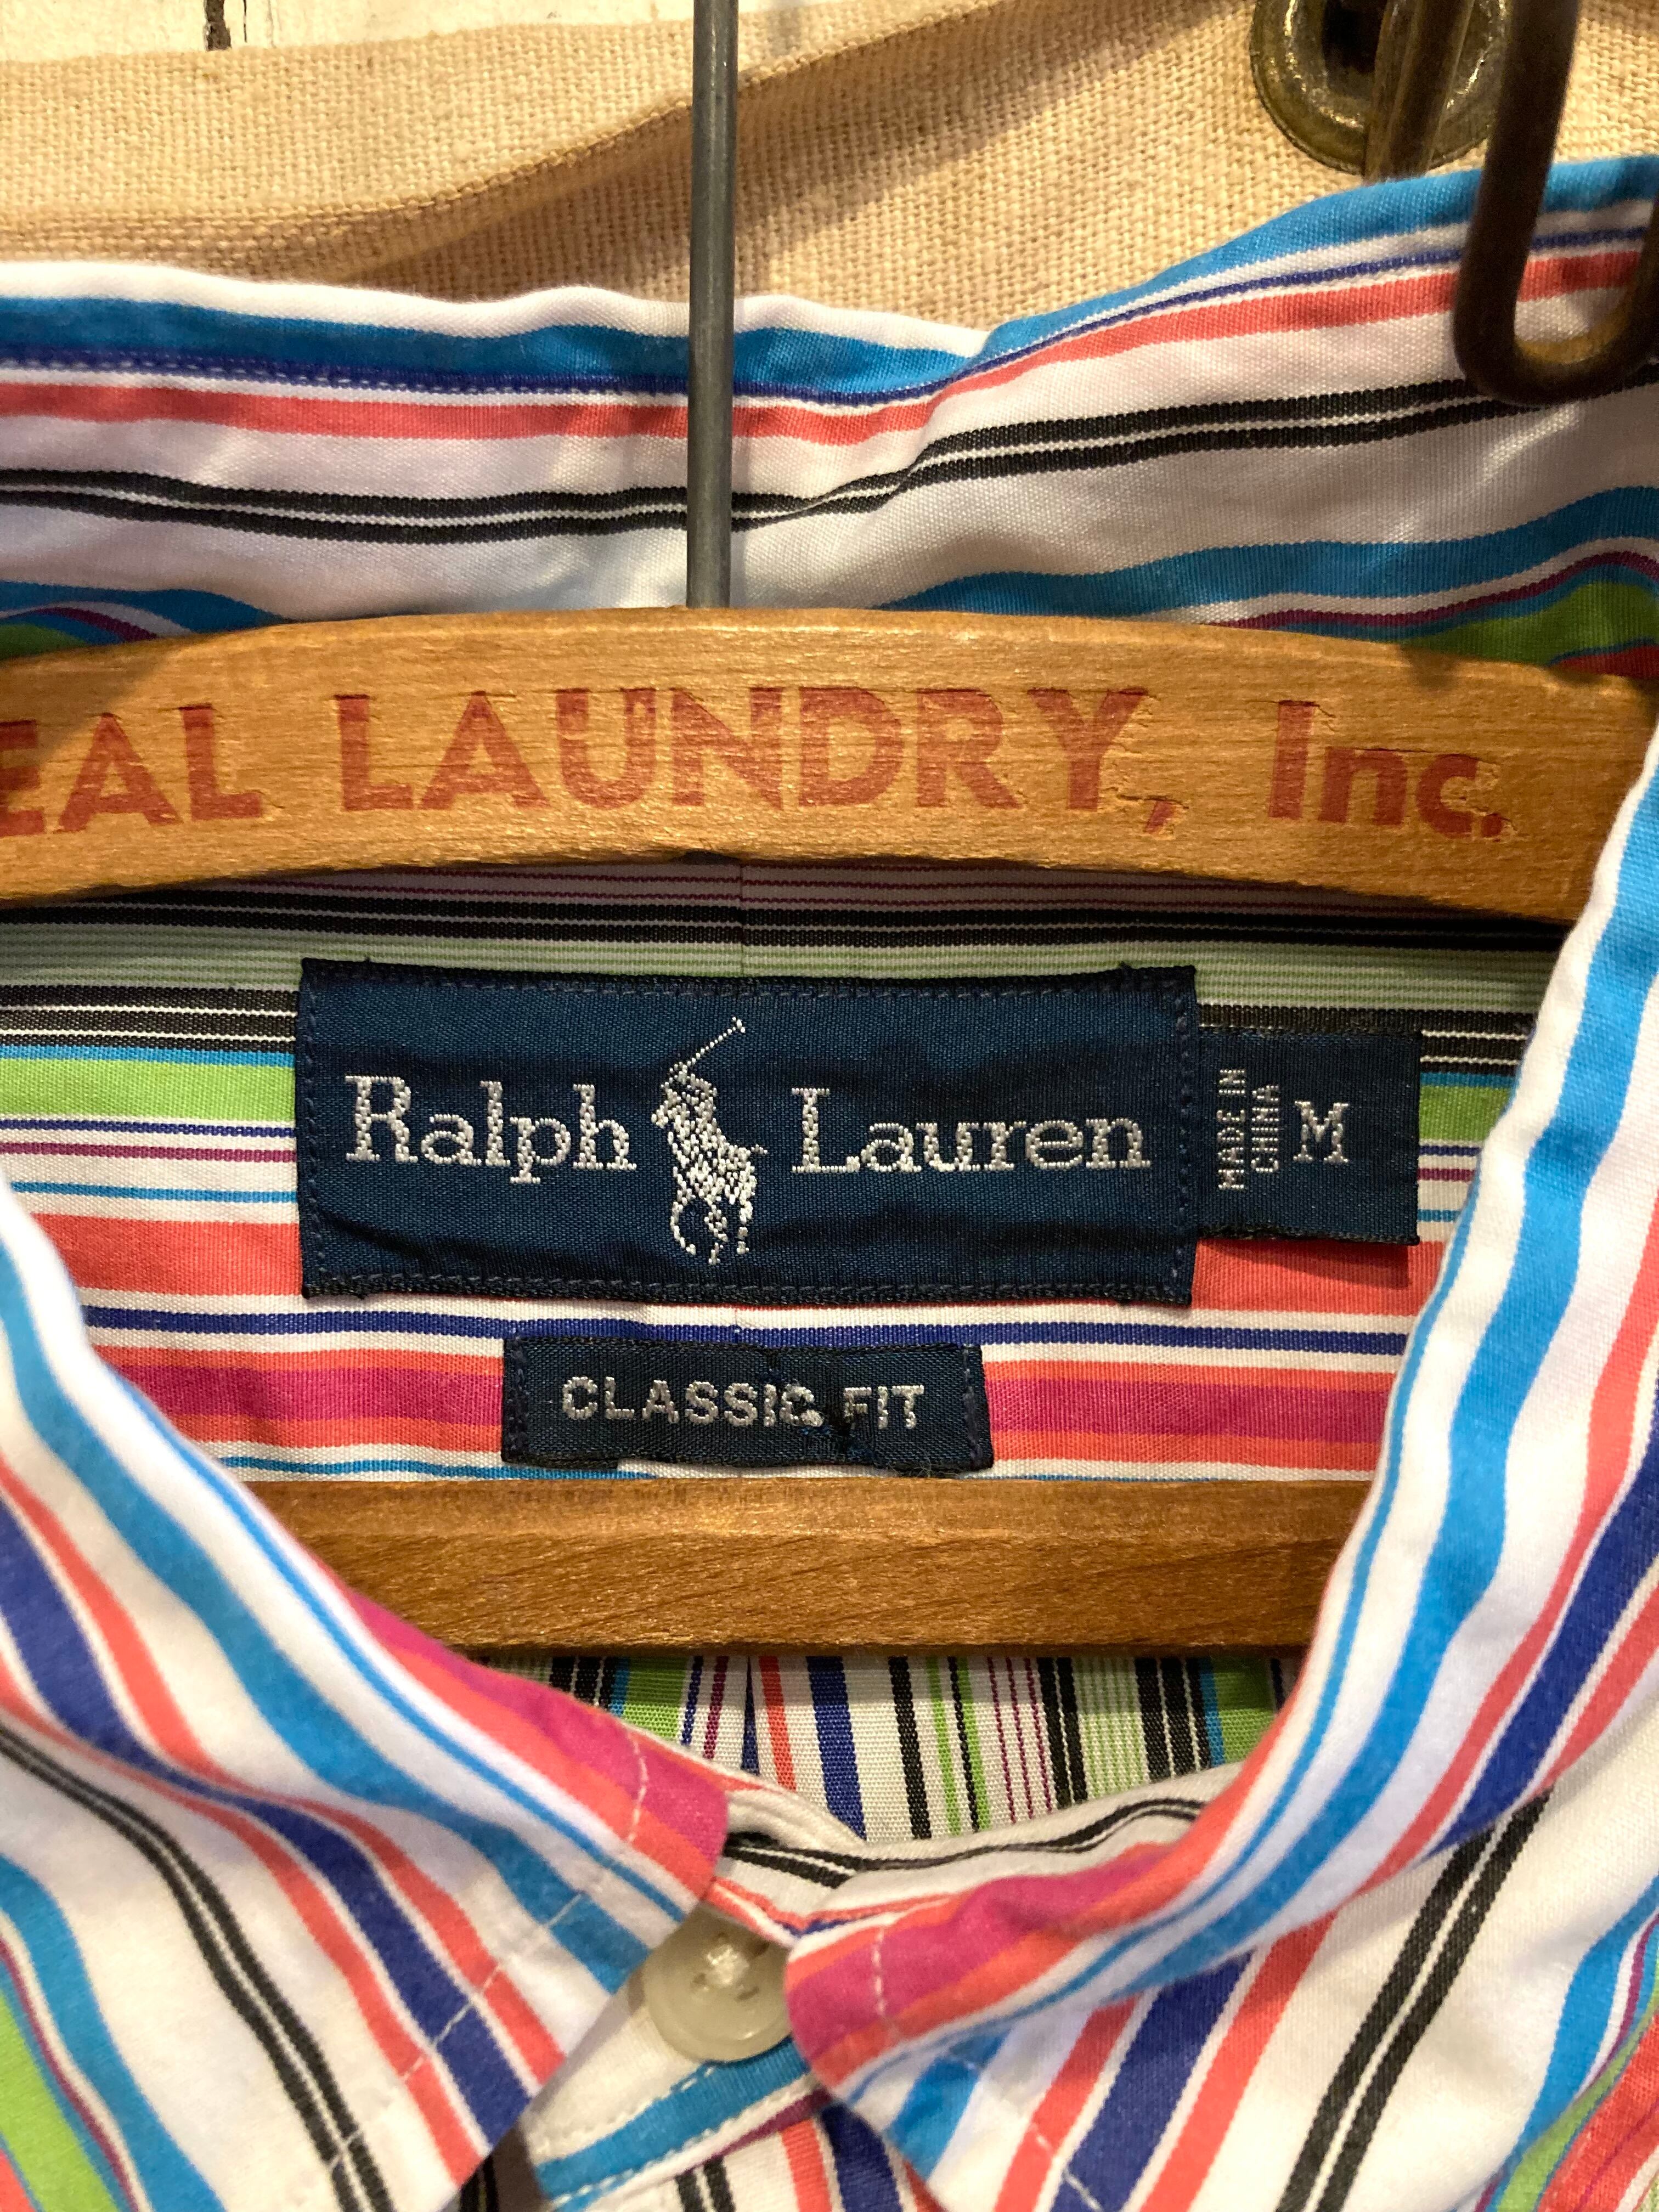 EAL LAUNDRY, Inc.
Ralph Lauren
MADE IN
CHINA
M
CLASSIC FIT